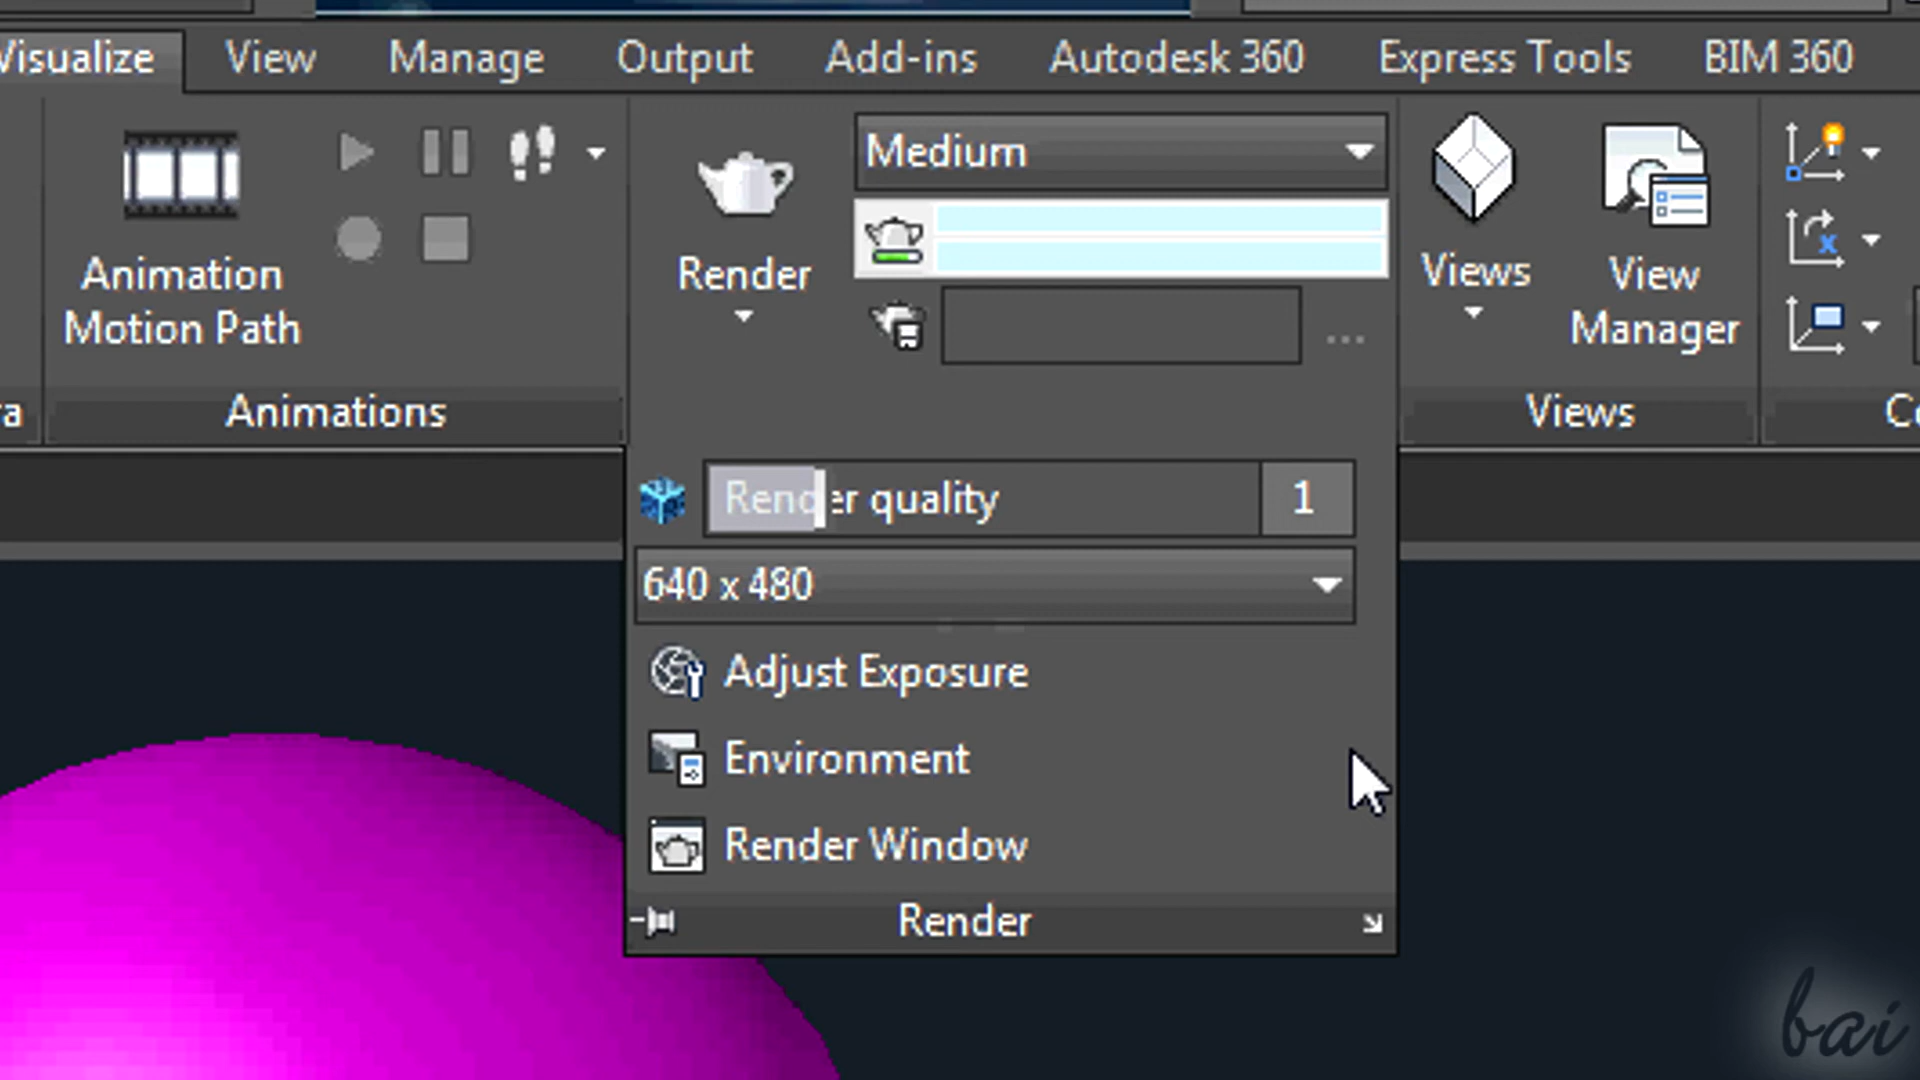 Visualize View Manage Output Add-ins Autodesk 360 Express Tools BIM 360
Medium
Animation
Motion Path
Render
Views
View
Manager
Animations
Views
Render quality 1
640 x 480
Adjust Exposure
Environment
Render Window
Render
bai